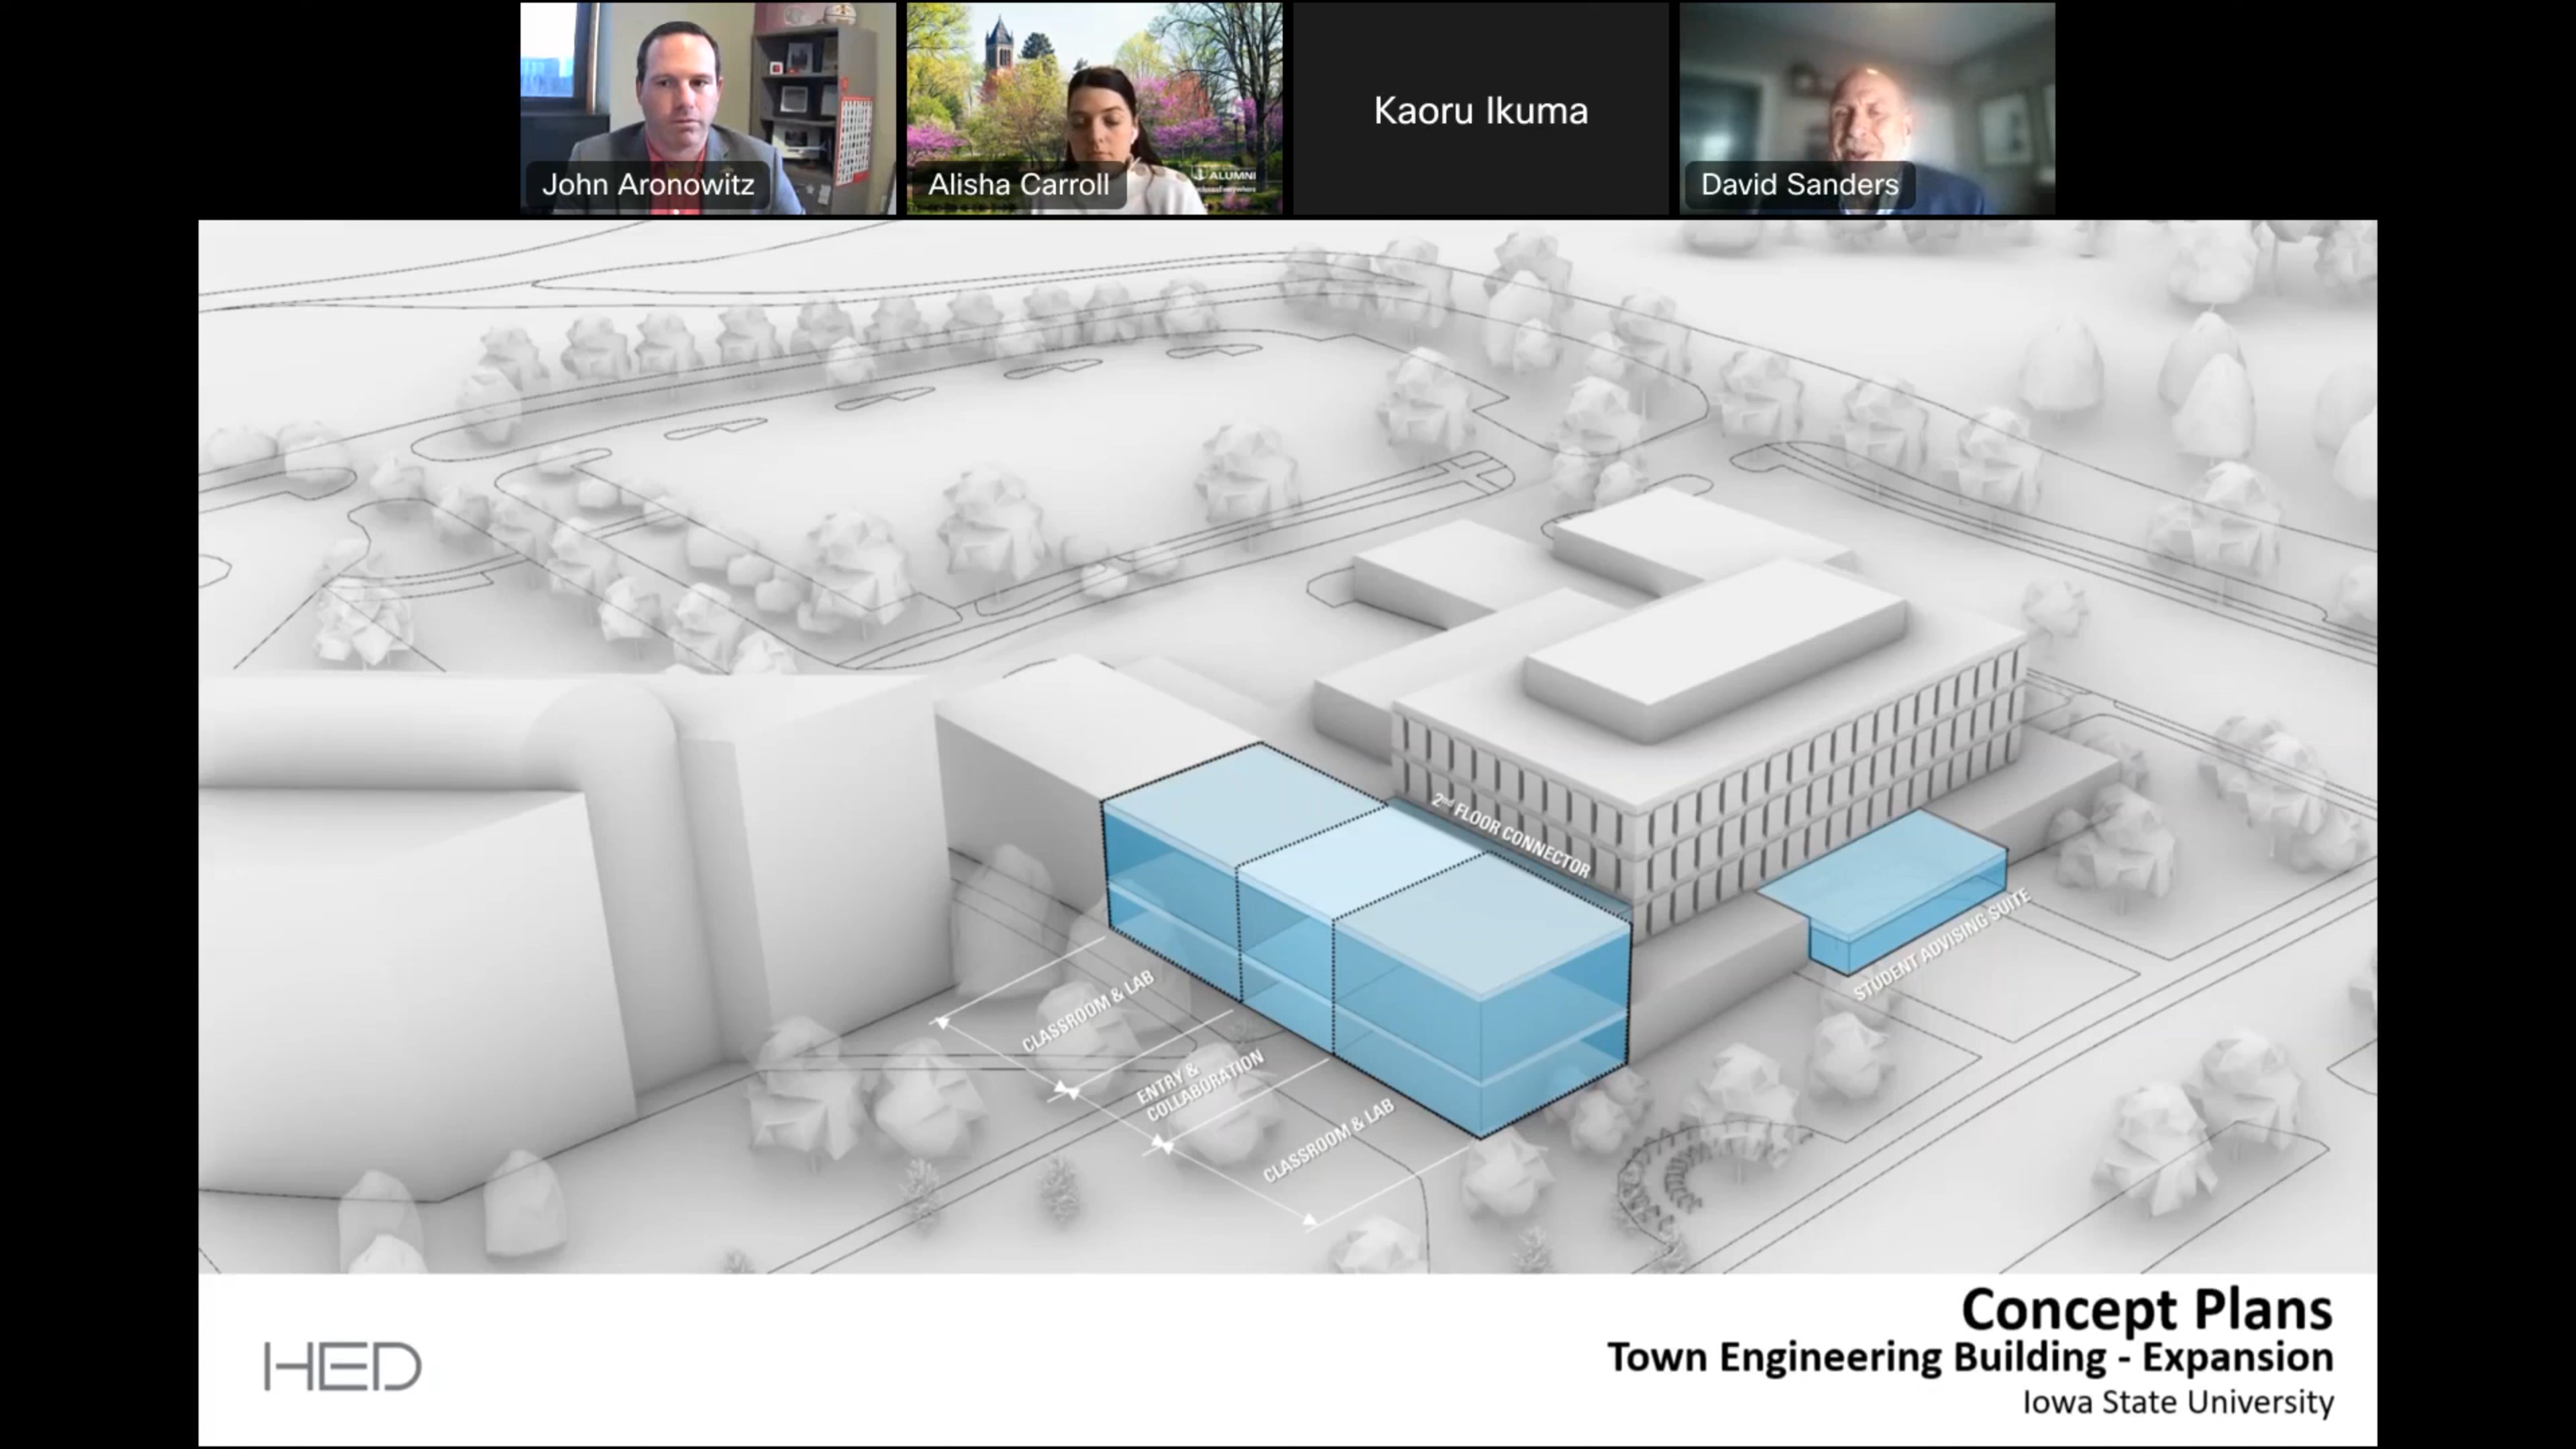 John Aronowitz
Alisha Carroll
ALUMNI
Kaoru Ikuma
David Sanders
2nd FLOOR CONNECTOR
STUDENT ADVISING SUITE
CLASSROOM & LAB
ENTRY &
COLLABORATION
CLASSROOM & LAB
Concept Plans
Town Engineering Building - Expansion
Iowa State University
HED